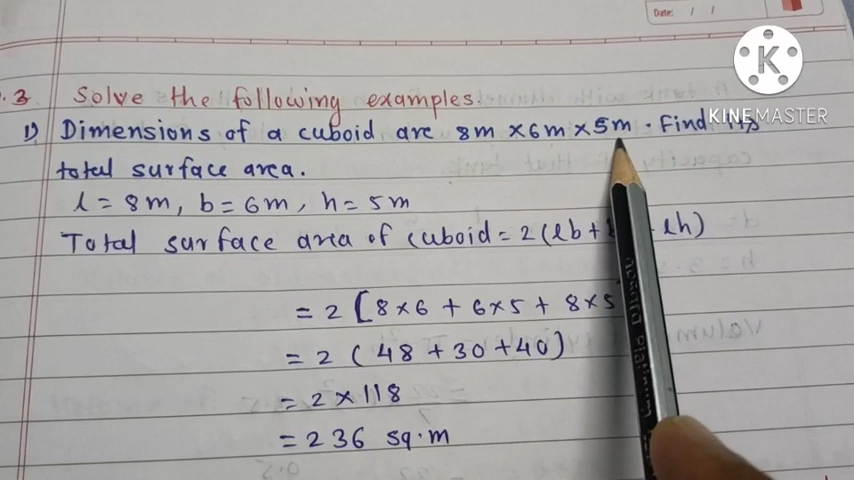 Date: / /
K
KINEMASTER
.3 Solve the following examples.
1) Dimensions of a cuboid are 8m ×6m ×5m. Find its
total surface area.
l = 8m, b = 6m, h = 5m
Total surface area of cuboid = 2 (lb + lh)
= 2 [8×6 + 6×5 + 8×5
= 2 (48 +30+40)
= 2 × 118
= 236 sq.m